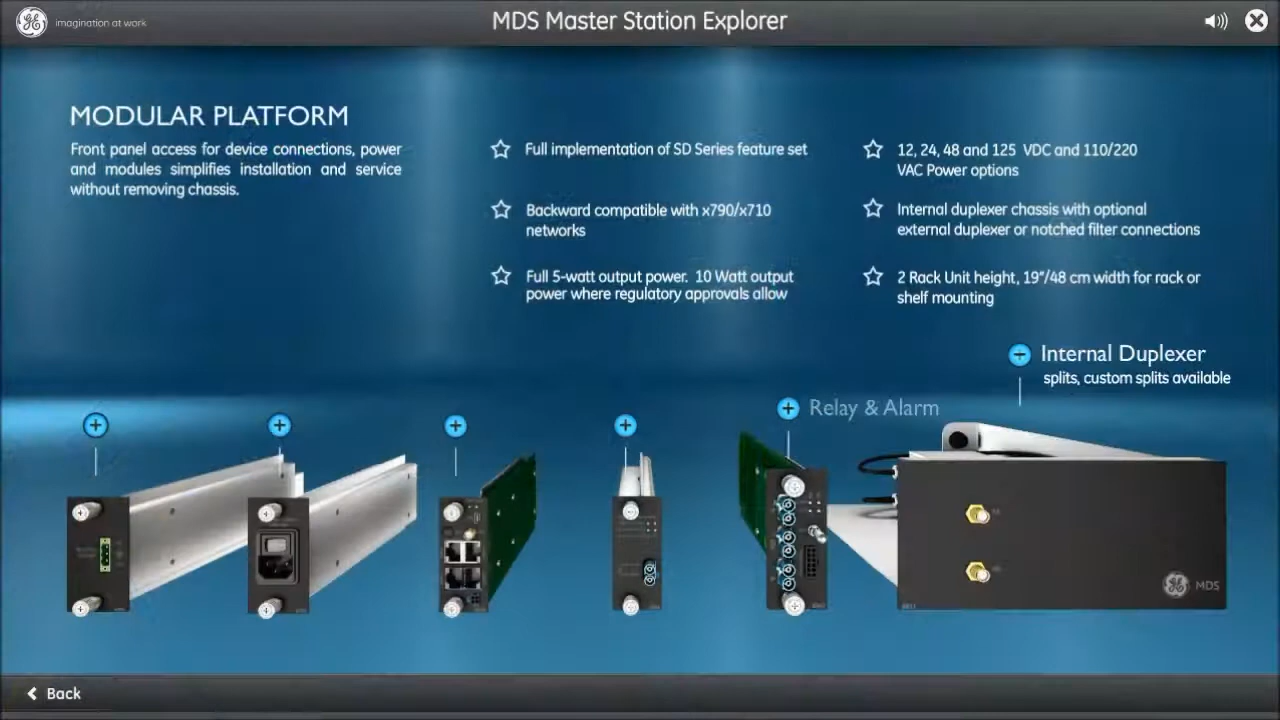 imagination at work
MDS Master Station Explorer
MODULAR PLATFORM
Front panel access for device connections, power
and modules simplifies installation and service
without removing chassis.
Full implementation of SD Series feature set
Backward compatible with x790/x710
networks
Full 5-watt output power. 10 Watt output
power where regulatory approvals allow
12, 24, 48 and 125 VDC and 110/220
VAC Power options
Internal duplexer chassis with optional
external duplexer or notched filter connections
2 Rack Unit height, 19"/48 cm width for rack or
shelf mounting
Internal Duplexer
splits, custom splits available
Relay & Alarm
MDS
Back